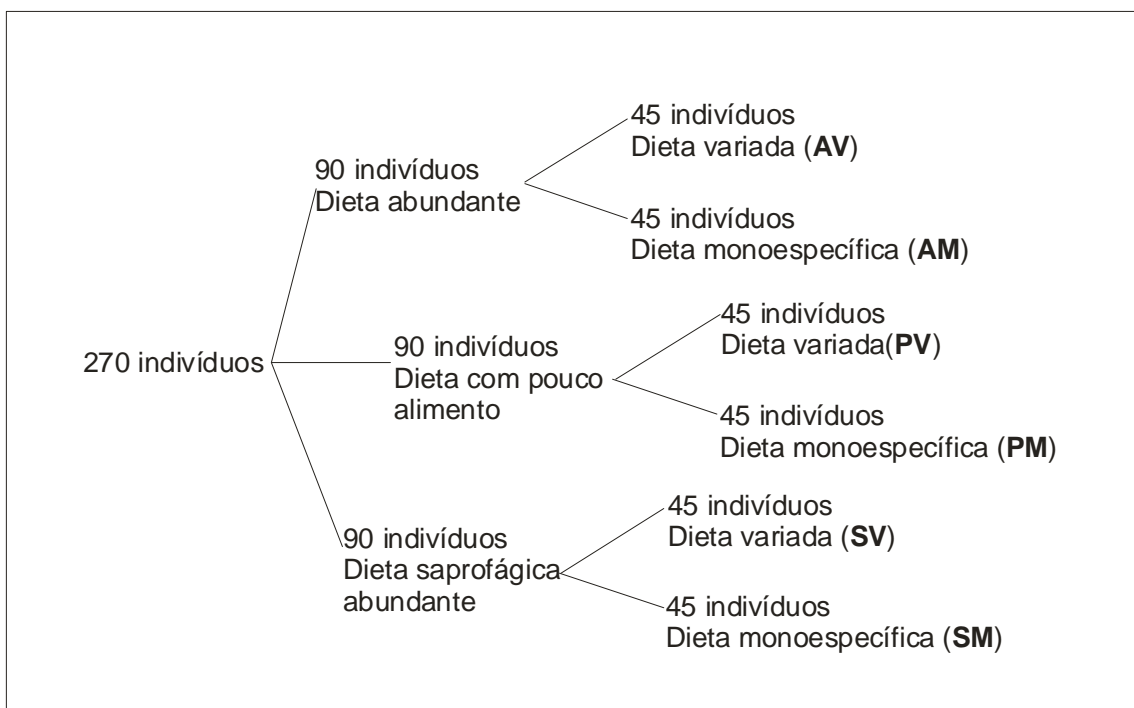 270 indivíduos
90 indivíduos
Dieta abundante
45 indivíduos
Dieta variada (AV)
45 indivíduos
Dieta monoespecífica (AM)
90 indivíduos
Dieta com pouco
alimento
45 indivíduos
Dieta variada(PV)
45 indivíduos
Dieta monoespecífica (PM)
90 indivíduos
Dieta saprofágica
abundante
45 indivíduos
Dieta variada (SV)
45 indivíduos
Dieta monoespecífica (SM)